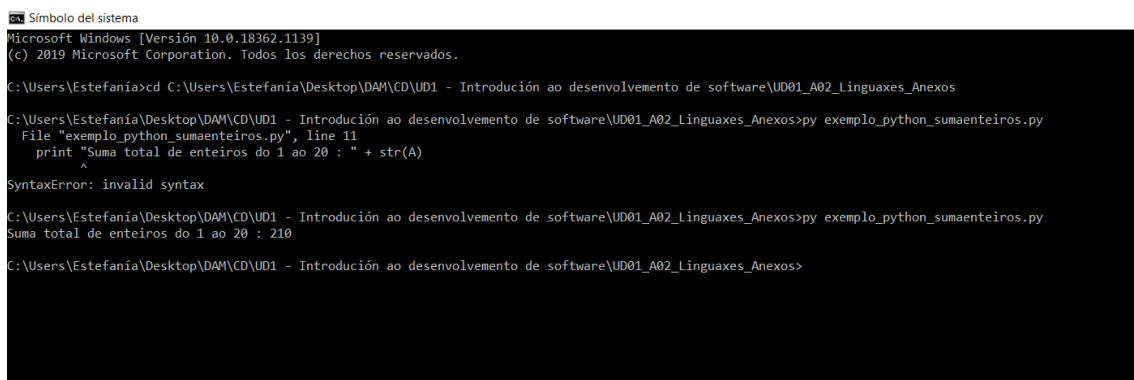 Símbolo del sistema
Microsoft Windows [Versión 10.0.18362.1139]
(c) 2019 Microsoft Corporation. Todos los derechos reservados.
C:\Users\Estefanía>cd C:\Users\Estefanía\Desktop\DAM\CD\UD1 - Introdución ao desenvolvemento de software\UD01_A02_Linguaxes_Anexos
C:\Users\Estefanía\Desktop\DAM\CD\UD1 - Introdución ao desenvolvemento de software\UD01_A02_Linguaxes_Anexos>py exemplo_python_sumaenteiros.py
File "exemplo_python_sumaenteiros.py", line 11
print "Suma total de enteiros do 1 ao 20 : " + str(A)
^
SyntaxError: invalid syntax
C:\Users\Estefanía\Desktop\DAM\CD\UD1 - Introdución ao desenvolvemento de software\UD01_A02_Linguaxes_Anexos>py exemplo_python_sumaenteiros.py
Suma total de enteiros do 1 ao 20 : 210
C:\Users\Estefanía\Desktop\DAM\CD\UD1 - Introdución ao desenvolvemento de software\UD01_A02_Linguaxes_Anexos>